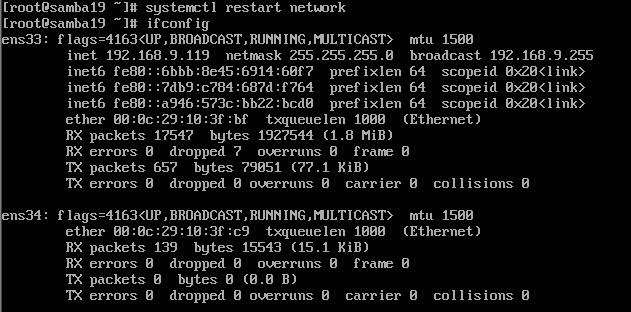 [root@samba19 ~]# systemctl restart network
[root@samba19 ~]# ifconfig
ens33: flags=4163<UP,BROADCAST,RUNNING,MULTICAST>  mtu 1500
        inet 192.168.9.119  netmask 255.255.255.0  broadcast 192.168.9.255
        inet6 fe80::6bbb:8e45:6914:60f7  prefixlen 64  scopeid 0x20<link>
        inet6 fe80::7db9:c784:687d:f764  prefixlen 64  scopeid 0x20<link>
        inet6 fe80::a946:573c:bb22:bcd0  prefixlen 64  scopeid 0x20<link>
        ether 00:0c:29:10:3f:bf  txqueuelen 1000  (Ethernet)
        RX packets 17547  bytes 1927544 (1.8 MiB)
        RX errors 0  dropped 7  overruns 0  frame 0
        TX packets 657  bytes 79051 (77.1 KiB)
        TX errors 0  dropped 0 overruns 0  carrier 0  collisions 0
ens34: flags=4163<UP,BROADCAST,RUNNING,MULTICAST>  mtu 1500
        ether 00:0c:29:10:3f:c9  txqueuelen 1000  (Ethernet)
        RX packets 139  bytes 15543 (15.1 KiB)
        RX errors 0  dropped 0  overruns 0  frame 0
        TX packets 0  bytes 0 (0.0 B)
        TX errors 0  dropped 0 overruns 0  carrier 0  collisions 0